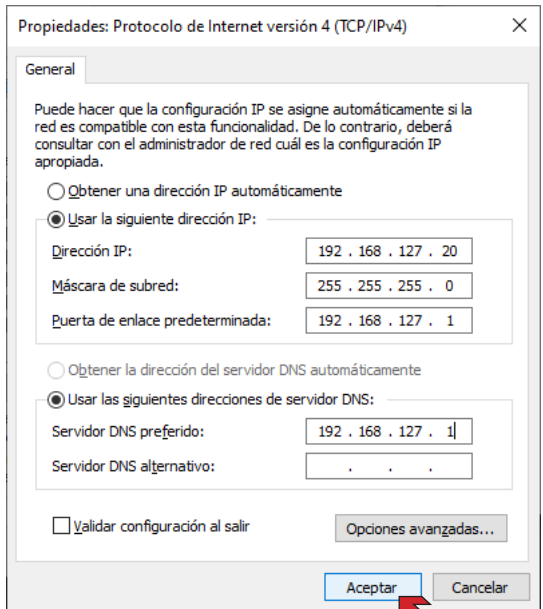 Propiedades: Protocolo de Internet versión 4 (TCP/IPv4)
General
Puede hacer que la configuración IP se asigne automáticamente si la
red es compatible con esta funcionalidad. De lo contrario, deberá
consultar con el administrador de red cuál es la configuración IP
apropiada.
Obtener una dirección IP automáticamente
Usar la siguiente dirección IP:
Dirección IP: 192 . 168 . 127 . 20
Máscara de subred: 255 . 255 . 255 . 0
Puerta de enlace predeterminada: 192 . 168 . 127 . 1
Obtener la dirección del servidor DNS automáticamente
Usar las siguientes direcciones de servidor DNS:
Servidor DNS preferido: 192 . 168 . 127 . 1
Servidor DNS alternativo: . . .
Validar configuración al salir Opciones avanzadas...
Aceptar Cancelar